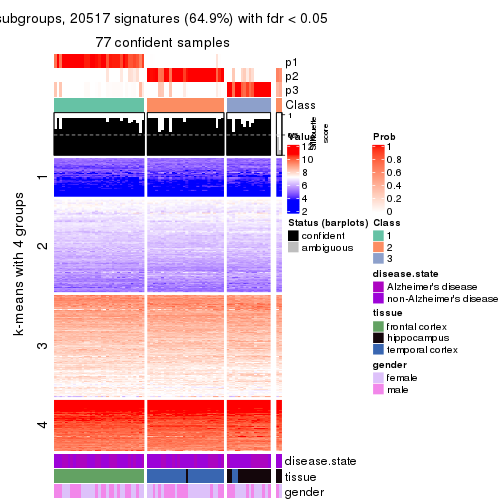 subgroups, 20517 signatures (64.9%) with fdr < 0.05
77 confident samples
p1
p2
p3
Class
1
Silhouette
score
k-means with 4 groups
1
2
3
4
disease.state
tissue
gender
Value
12
10
8
6
4
2
Status (barplots)
confident
ambiguous
Prob
1
0.8
0.6
0.4
0.2
0
Class
1
2
3
disease.state
Alzheimer's disease
non-Alzheimer's disease
tissue
frontal cortex
hippocampus
temporal cortex
gender
female
male